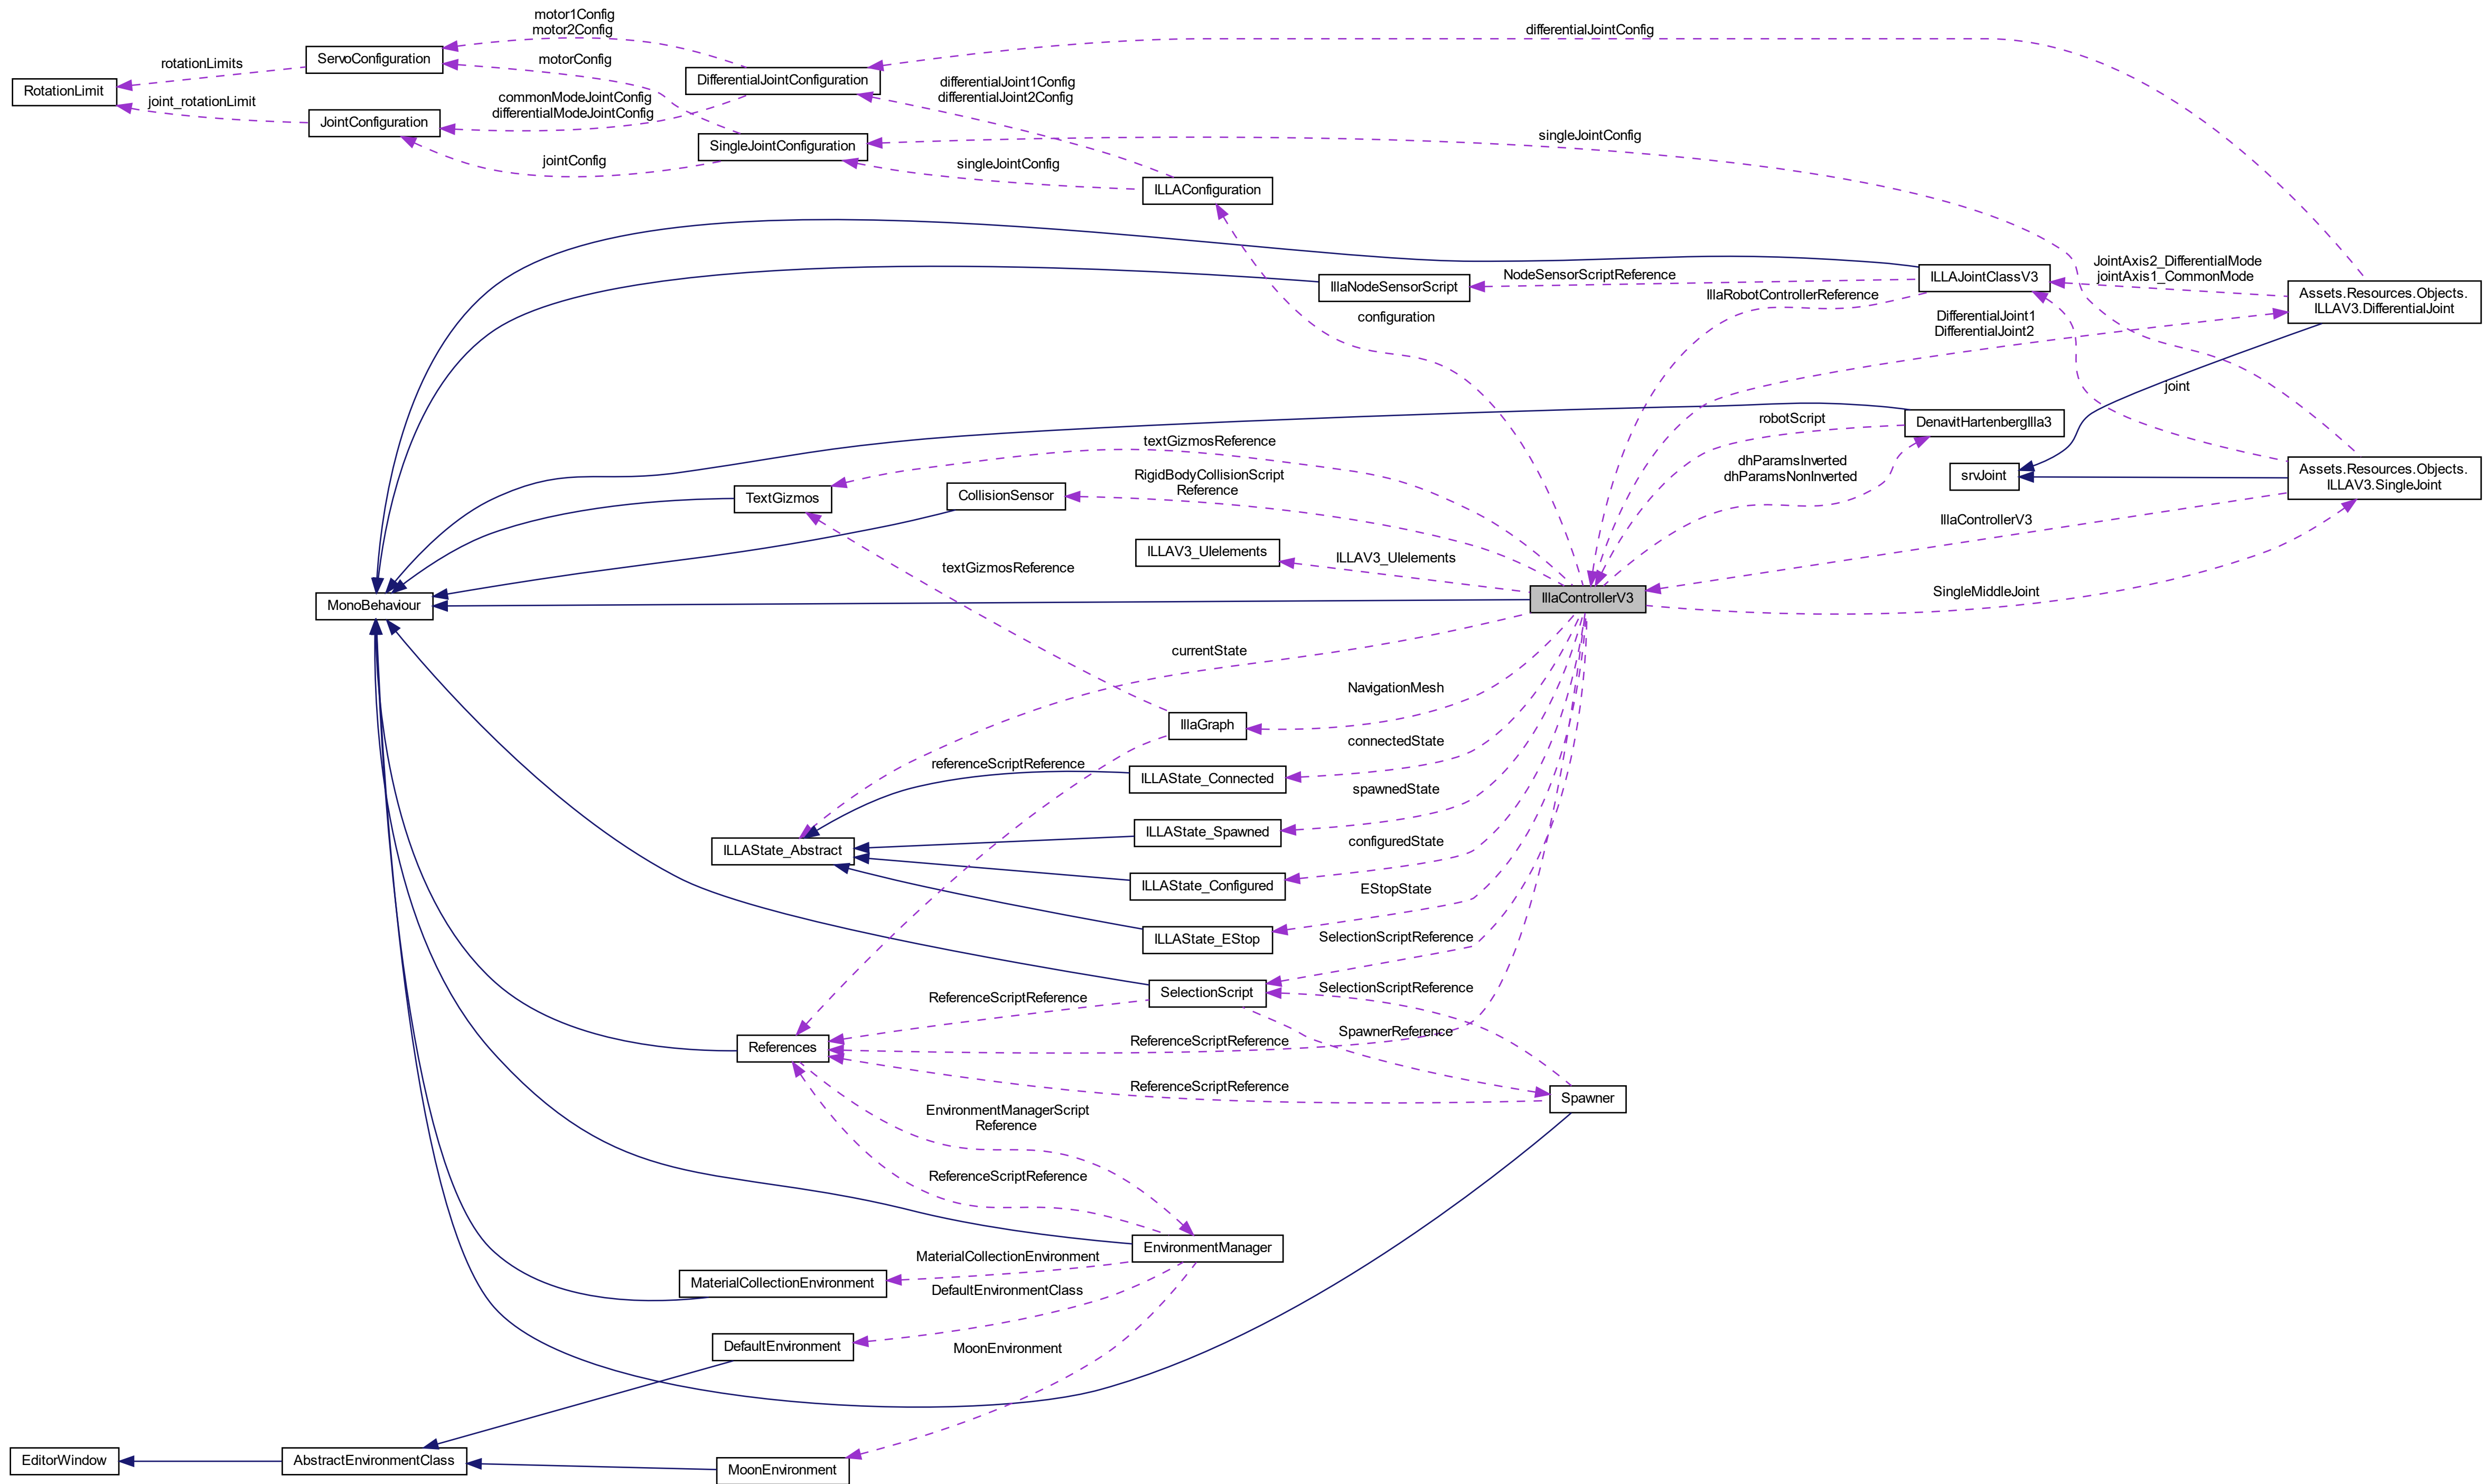 motor1Config
motor2Config
differentialJointConfig
ServoConfiguration
rotationLimits
motorConfig
DifferentialJointConfiguration
differentialJoint1Config
differentialJoint2Config
RotationLimit
joint_rotationLimit
commonModeJointConfig
differentialModeJointConfig
JointConfiguration
SingleJointConfiguration
singleJointConfig
jointConfig
singleJointConfig
ILLAConfiguration
JointAxis2_DifferentialMode
jointAxis1_CommonMode
NodeSensorScriptReference
ILLAJointClassV3
IllaNodeSensorScript
IllaRobotControllerReference
Assets.Resources.Objects.
ILLAV3.DifferentialJoint
configuration
DifferentialJoint1
DifferentialJoint2
joint
robotScript
DenavitHartenbergIlla3
textGizmosReference
dhParamsInverted
dhParamsNonInverted
RigidBodyCollisionScript
Reference
srvJoint
Assets.Resources.Objects.
ILLAV3.SingleJoint
TextGizmos
CollisionSensor
IllaControllerV3
ILLAV3_UIelements
ILLAV3_UIelements
textGizmosReference
SingleMiddleJoint
MonoBehaviour
IllaControllerV3
currentState
NavigationMesh
IllaGraph
connectedState
referenceScriptReference
ILLAState_Connected
spawnedState
ILLAState_Spawned
configuredState
ILLAState_Abstract
ILLAState_Configured
EStopState
ILLAState_EStop
SelectionScriptReference
SelectionScript
SelectionScriptReference
ReferenceScriptReference
SpawnerReference
ReferenceScriptReference
References
ReferenceScriptReference
Spawner
EnvironmentManagerScript
Reference
ReferenceScriptReference
EnvironmentManager
MaterialCollectionEnvironment
MaterialCollectionEnvironment
DefaultEnvironmentClass
DefaultEnvironment
MoonEnvironment
EditorWindow
AbstractEnvironmentClass
MoonEnvironment